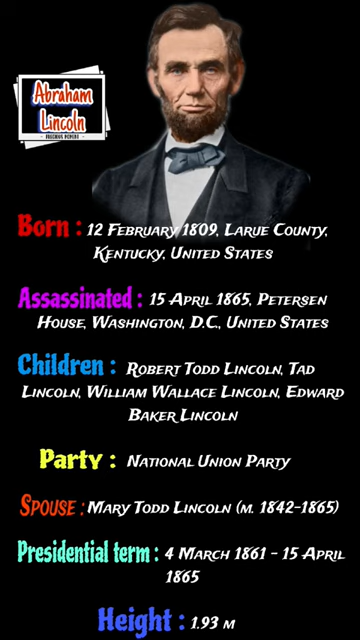 Abraham
Lincoln
- PRECIOUS MOMENT -
Born : 12 February 1809, Larue County,
Kentucky, United States
Assassinated : 15 April 1865, Petersen
House, Washington, D.C., United States
Children : Robert Todd Lincoln, Tad
Lincoln, William Wallace Lincoln, Edward
Baker Lincoln
Party : National Union Party
Spouse : Mary Todd Lincoln (m. 1842-1865)
Presidential term : 4 March 1861 - 15 April
1865
Height : 1.93 m